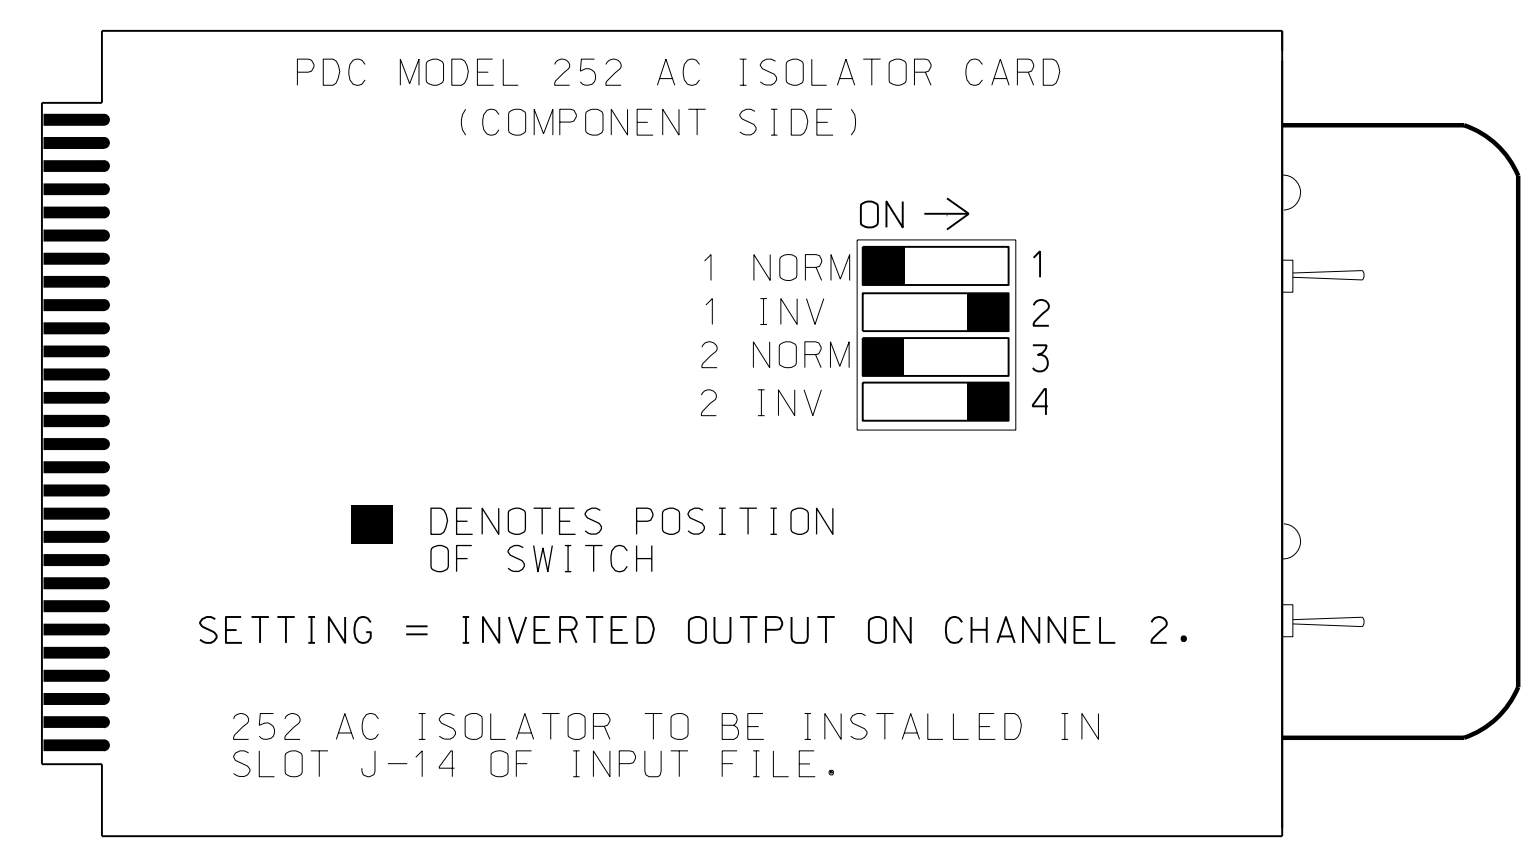 PDC MODEL 252 AC ISOLATOR CARD
(COMPONENT SIDE)
ON →
1 NORM 1
1 INV 2
2 NORM 3
2 INV 4
DENOTES POSITION
OF SWITCH
SETTING = INVERTED OUTPUT ON CHANNEL 2.
252 AC ISOLATOR TO BE INSTALLED IN
SLOT J-14 OF INPUT FILE.